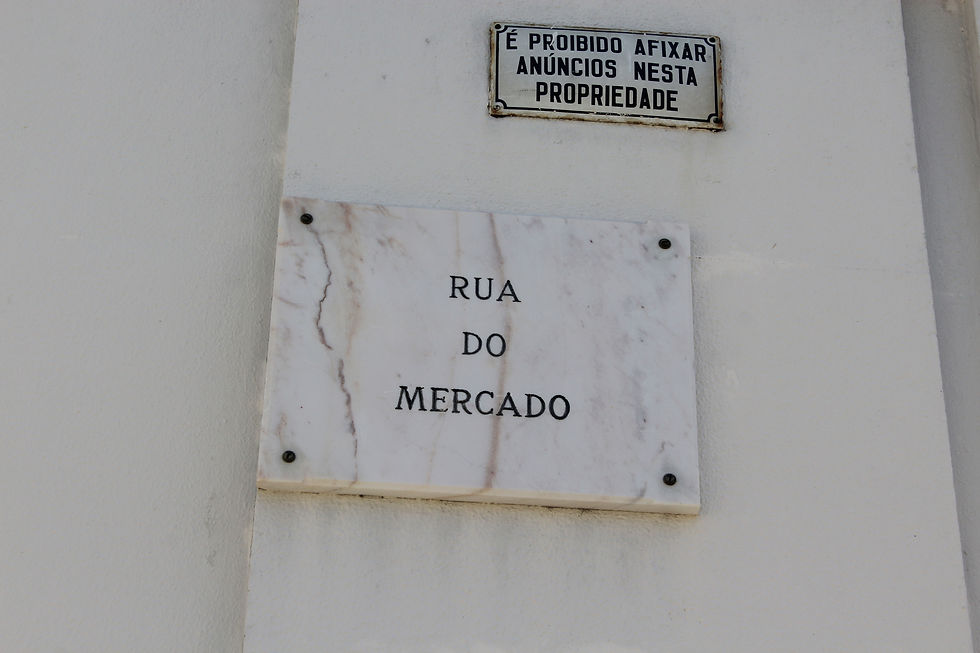 É PROIBIDO AFIXAR
ANÚNCIOS NESTA
PROPRIEDADE
RUA
DO
MERCADO